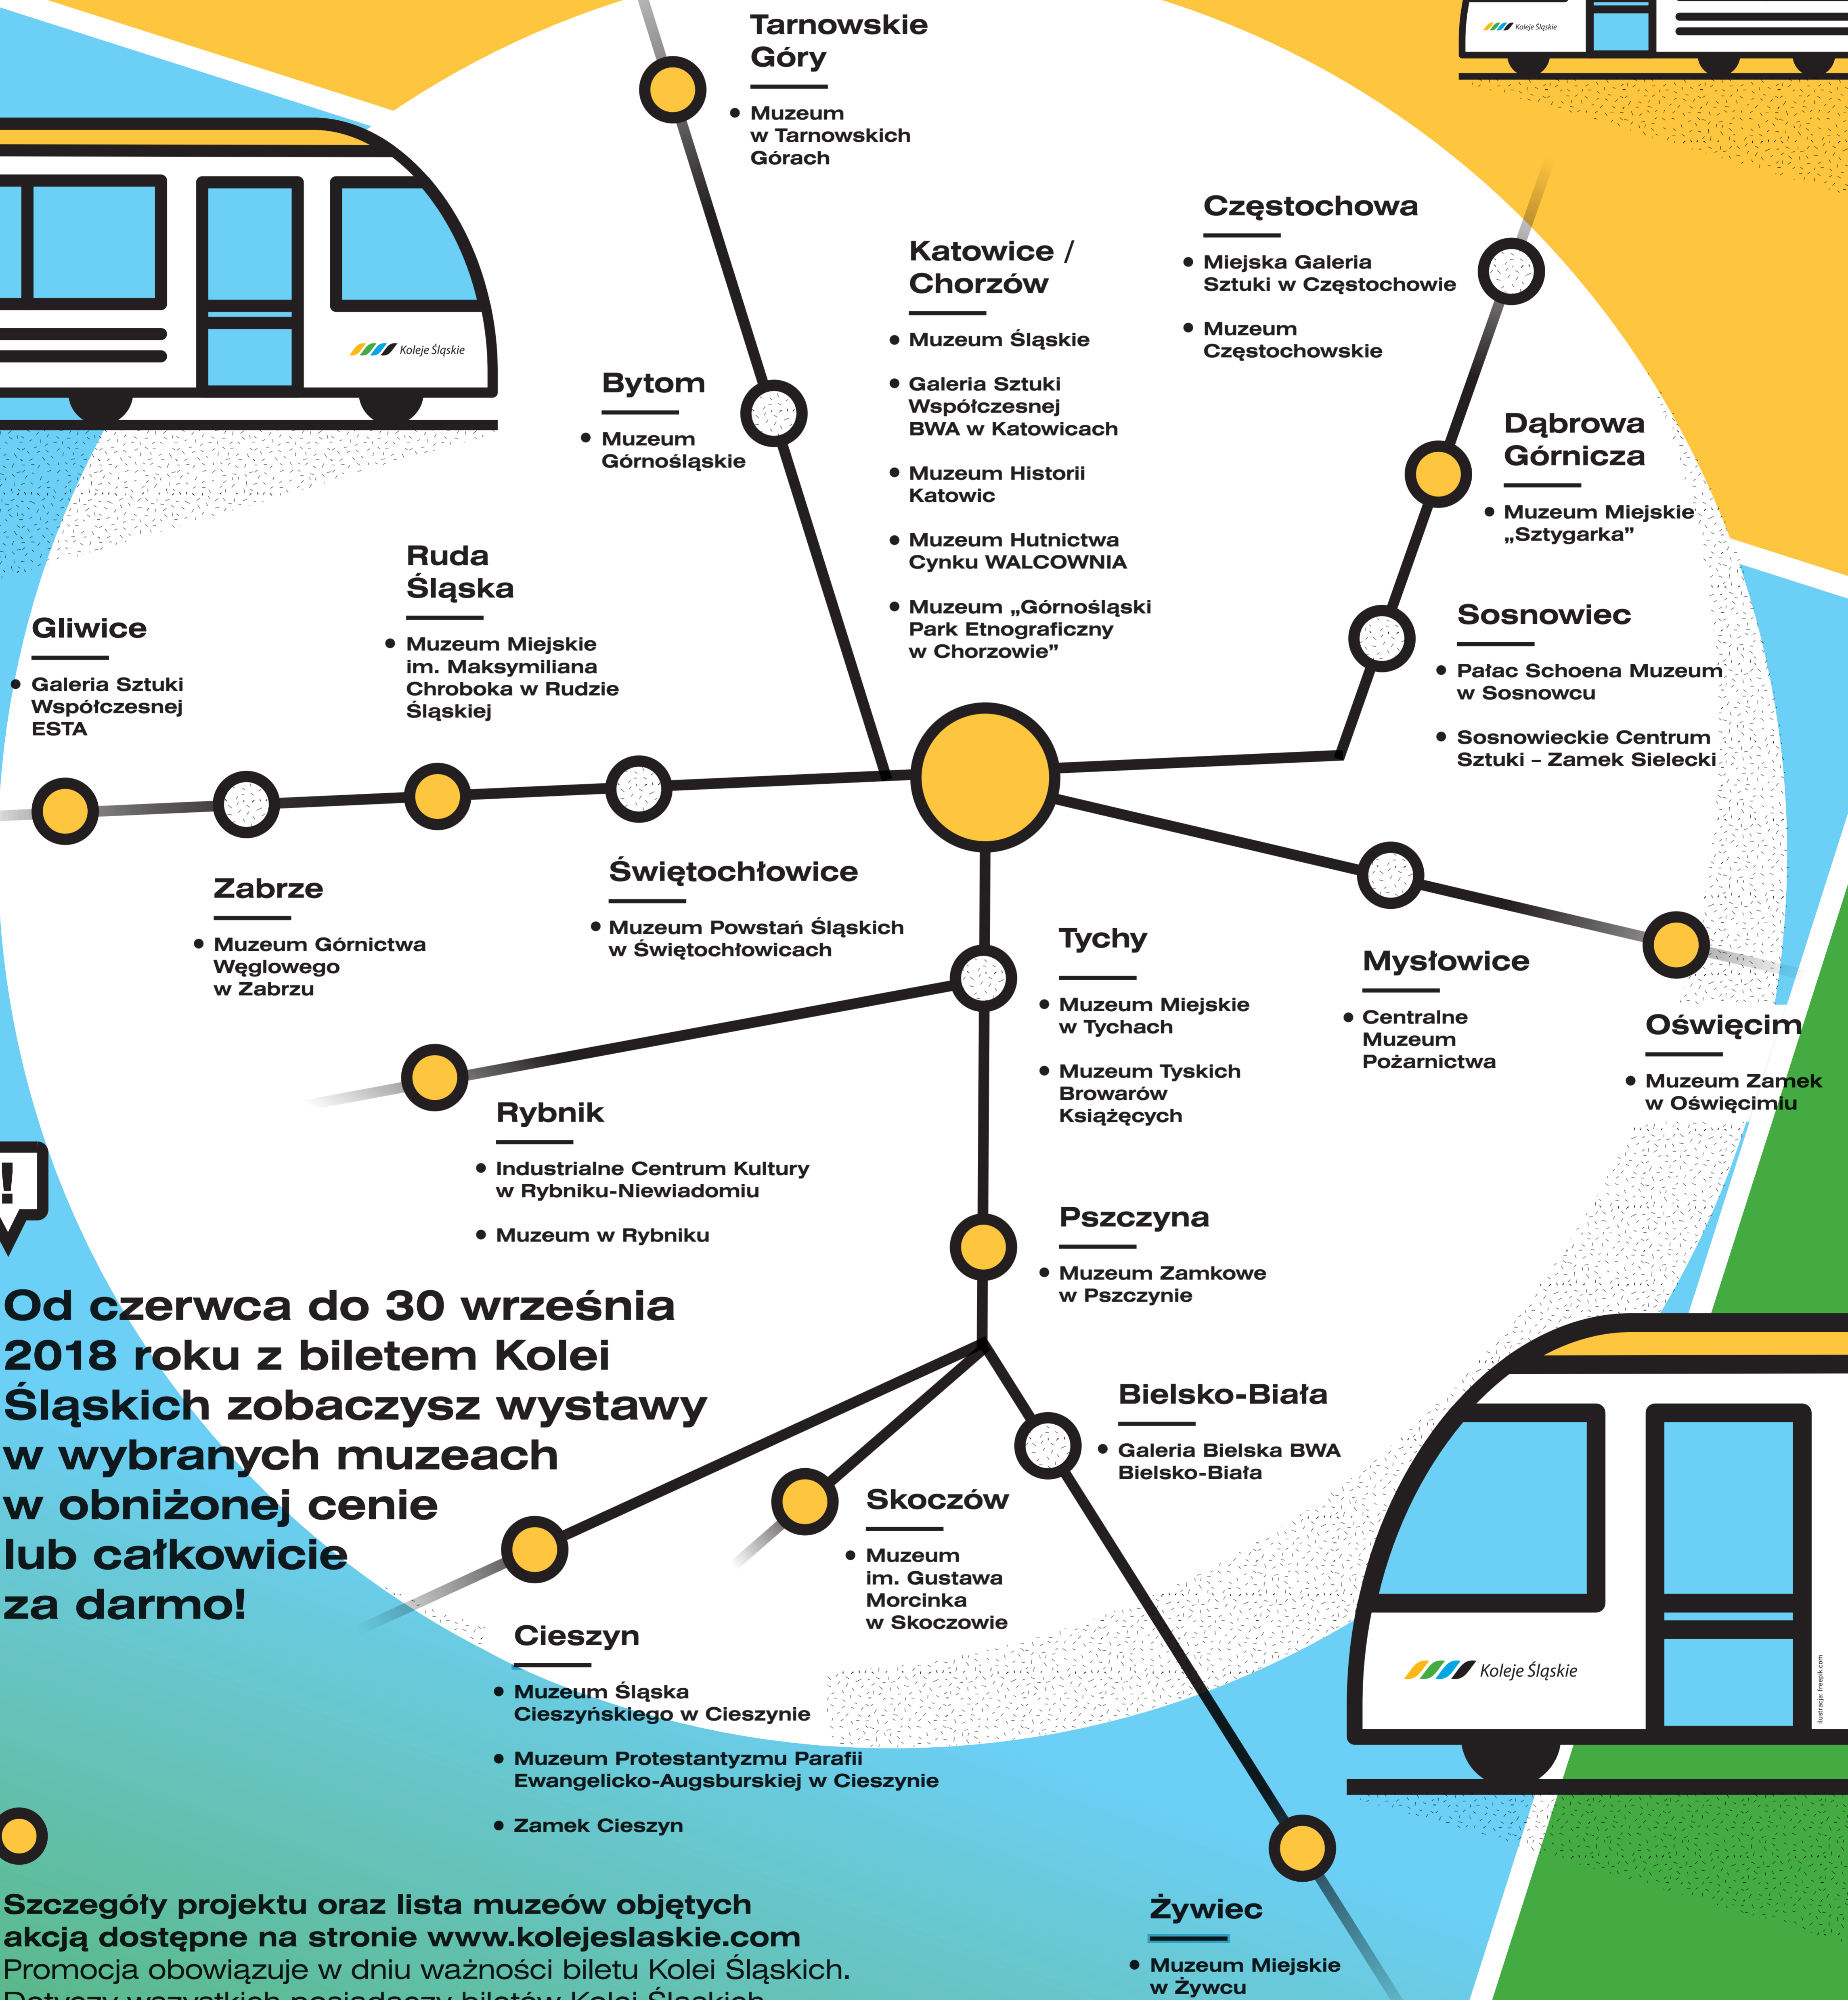 Koleje Śląskie
Tarnowskie
Góry
• Muzeum
w Tarnowskich
Górach
Koleje Śląskie
Częstochowa
• Miejska Galeria
Sztuki w Częstochowie
• Muzeum
Częstochowskie
Katowice /
Chorzów
• Muzeum Śląskie
• Galeria Sztuki
Współczesnej
BWA w Katowicach
• Muzeum Historii
Katowic
• Muzeum Hutnictwa
Cynku WALCOWNIA
• Muzeum „Górnośląski
Park Etnograficzny
w Chorzowie”
Bytom
• Muzeum
Górnośląskie
Dąbrowa
Górnicza
• Muzeum Miejskie
„Sztygarka”
Ruda
Śląska
• Muzeum Miejskie
im. Maksymiliana
Chroboka w Rudzie
Śląskiej
Gliwice
• Galeria Sztuki
Współczesnej
ESTA
Sosnowiec
• Pałac Schoena Muzeum
w Sosnowcu
• Sosnowieckie Centrum
Sztuki – Zamek Sielecki
Zabrze
• Muzeum Górnictwa
Węglowego
w Zabrzu
Świętochłowice
• Muzeum Powstań Śląskich
w Świętochłowicach
Tychy
• Muzeum Miejskie
w Tychach
• Muzeum Tyskich
Browarów
Książęcych
Mysłowice
• Centralne
Muzeum
Pożarnictwa
Oświęcim
• Muzeum Zamek
w Oświęcimiu
Rybnik
• Industrialne Centrum Kultury
w Rybniku-Niewiadomiu
• Muzeum w Rybniku
Pszczyna
• Muzeum Zamkowe
w Pszczynie
!
Od czerwca do 30 września
2018 roku z biletem Kolei
Śląskich zobaczysz wystawy
w wybranych muzeach
w obniżonej cenie
lub całkowicie
za darmo!
Bielsko-Biała
• Galeria Bielska BWA
Bielsko-Biała
Skoczów
• Muzeum
im. Gustawa
Morcinka
w Skoczowie
Cieszyn
• Muzeum Śląska
Cieszyńskiego w Cieszynie
• Muzeum Protestantyzmu Parafii
Ewangelicko-Augsburskiej w Cieszynie
• Zamek Cieszyn
Koleje Śląskie
ilustracja: freepik.com
Żywiec
• Muzeum Miejskie
w Żywcu
Szczegóły projektu oraz lista muzeów objętych
akcją dostępne na stronie www.kolejeslaskie.com
Promocja obowiązuje w dniu ważności biletu Kolei Śląskich.
Dotyczy wszystkich posiadaczy biletów Kolei Śląskich